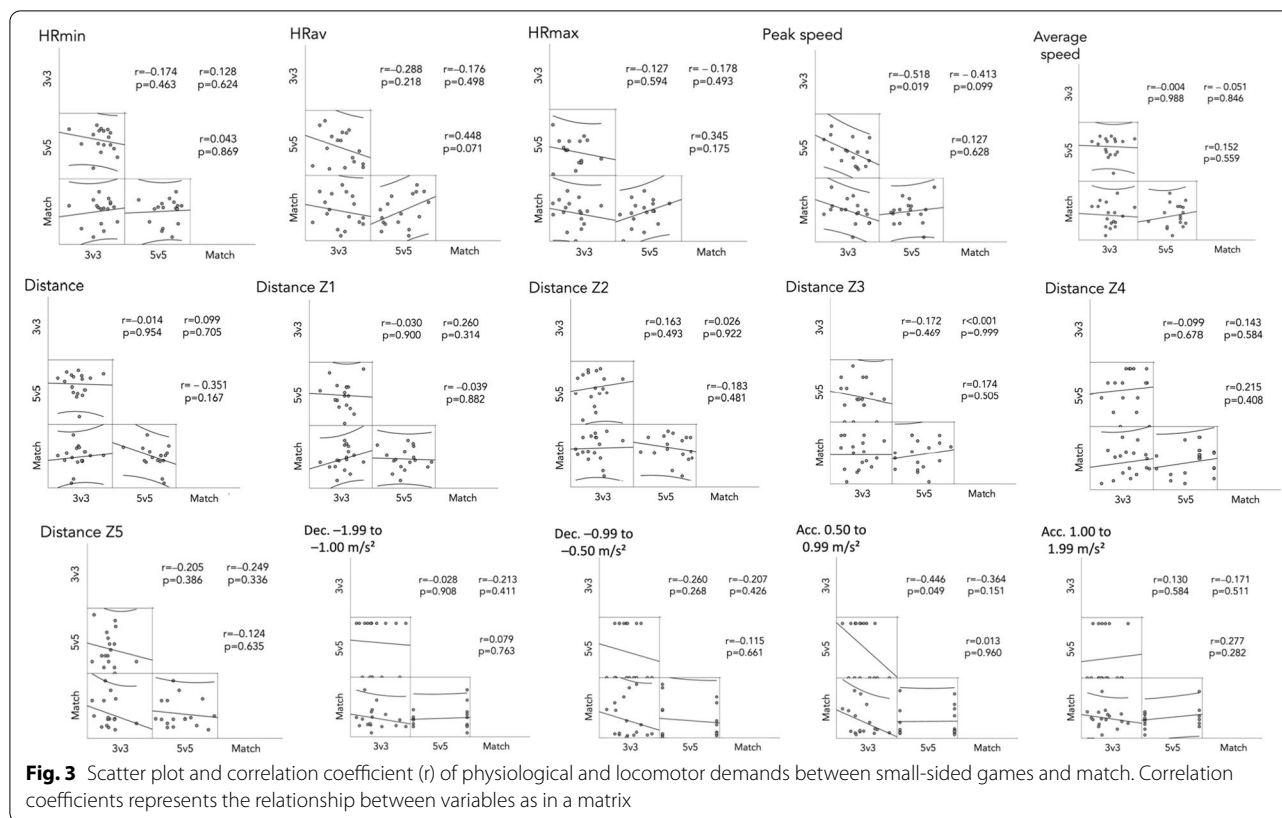 HRmin
3v3
r=−0.174 r=0.128
p=0.463 p=0.624
5v5
r=0.043
p=0.869
Match
3v3 5v5 Match
HRav
r=−0.288 r=−0.176
p=0.218 p=0.498
r=0.448
p=0.071
3v3 5v5 Match
HRmax
r=−0.127 r= − 0.178
p=0.594 p=0.493
r=0.345
p=0.175
3v3 5v5 Match
Peak speed
3v3
r=−0.518 r= − 0.413
p=0.019 p=0.099
5v5
r=0.127
p=0.628
Match
3v3 5v5 Match
Average
speed
3v3
r=−0.004 r= − 0.051
p=0.988 p=0.846
5v5
r=0.152
p=0.559
Match
3v3 5v5 Match
Distance
3v3
r=−0.014 r=0.099
p=0.954 p=0.705
5v5
r= − 0.351
p=0.167
Match
3v3 5v5 Match
Distance Z1
3v3
r=−0.030 r=0.260
p=0.900 p=0.314
5v5
r= −0.039
p=0.882
Match
3v3 5v5 Match
Distance Z2
3v3
r=0.163 r=0.026
p=0.493 p=0.922
5v5
r=−0.183
p=0.481
Match
3v3 5v5 Match
Distance Z3
3v3
r=−0.172 r<0.001
p=0.469 p=0.999
5v5
r=0.174
p=0.505
Match
3v3 5v5 Match
Distance Z4
3v3
r=−0.099 r=0.143
p=0.678 p=0.584
5v5
r=0.215
p=0.408
Match
3v3 5v5 Match
Distance Z5
3v3
r=−0.205 r=−0.249
p=0.386 p=0.336
5v5
r=−0.124
p=0.635
Match
3v3 5v5 Match
Dec. −1.99 to
−1.00 m/s²
3v3
r=−0.028 r=−0.213
p=0.908 p=0.411
5v5
r=0.079
p=0.763
Match
3v3 5v5 Match
Dec. −0.99 to
−0.50 m/s²
3v3
r=−0.260 r=−0.207
p=0.268 p=0.426
5v5
r=−0.115
p=0.661
Match
3v3 5v5 Match
Acc. 0.50 to
0.99 m/s²
3v3
r=−0.446 r=−0.364
p=0.049 p=0.151
5v5
r=0.013
p=0.960
Match
3v3 5v5 Match
Acc. 1.00 to
1.99 m/s²
3v3
r=0.130 r=−0.171
p=0.584 p=0.511
5v5
r=0.277
p=0.282
Match
3v3 5v5 Match
Fig. 3 Scatter plot and correlation coefficient (r) of physiological and locomotor demands between small-sided games and match. Correlation
coefficients represents the relationship between variables as in a matrix